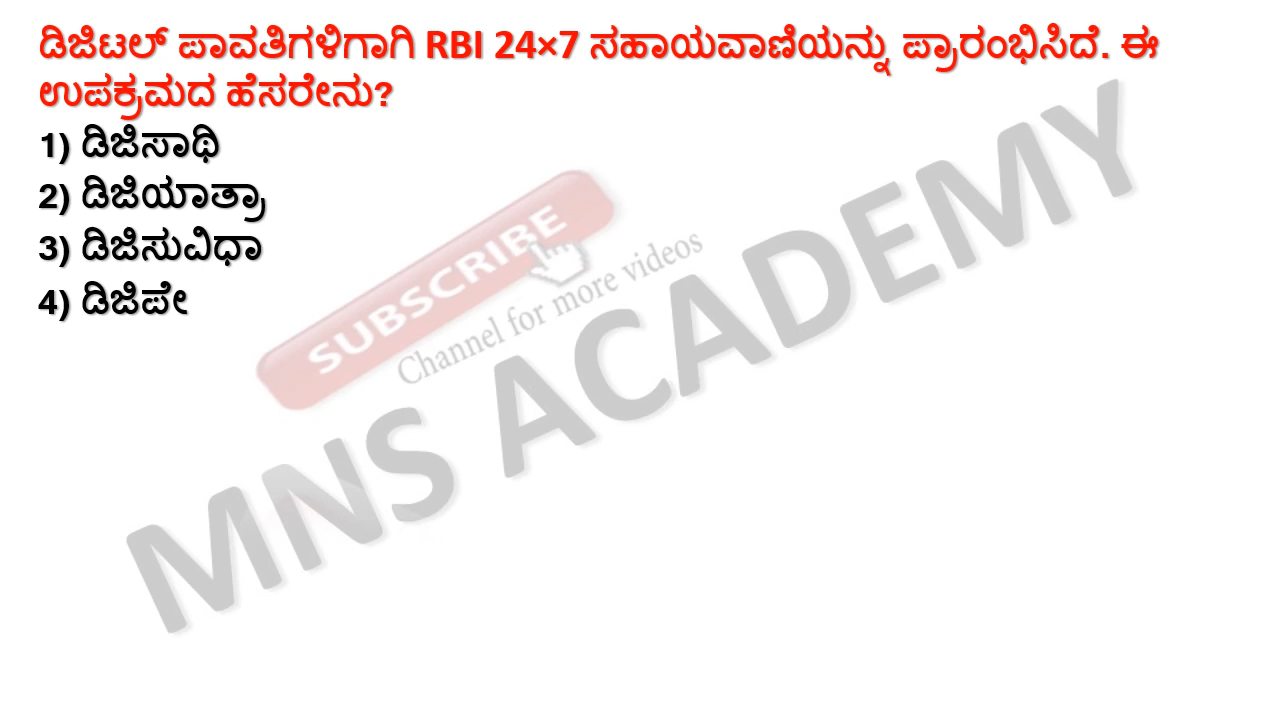 ಡಿಜಿಟಲ್ ಪಾವತಿಗಳಿಗಾಗಿ RBI 24×7 ಸಹಾಯವಾಣಿಯನ್ನು ಪ್ರಾರಂಭಿಸಿದೆ. ಈ
ಉಪಕ್ರಮದ ಹೆಸರೇನು?
1) ಡಿಜಿಸಾಥಿ
2) ಡಿಜಿಯಾತ್ರಾ
3) ಡಿಜಿಸುವಿಧಾ
4) ಡಿಜಿಪೇ
SUBSCRIBE
Channel for more videos
MNS ACADEMY